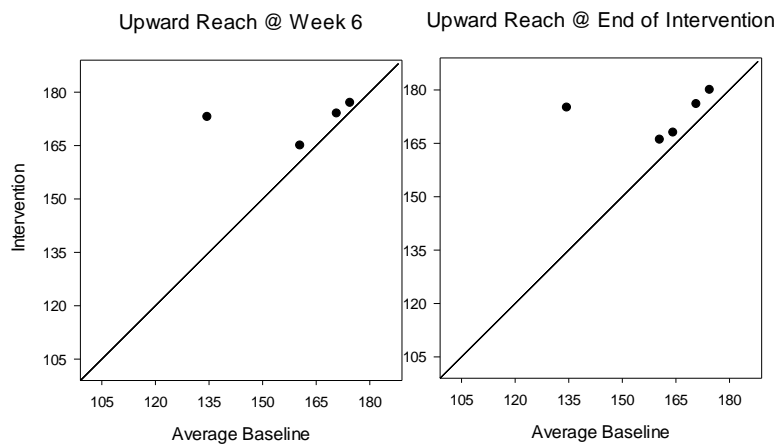 Upward Reach @ Week 6
Upward Reach @ End of Intervention
Intervention
180
165
150
135
120
105
105 120 135 150 165 180
Average Baseline
180
165
150
135
120
105
105 120 135 150 165 180
Average Baseline